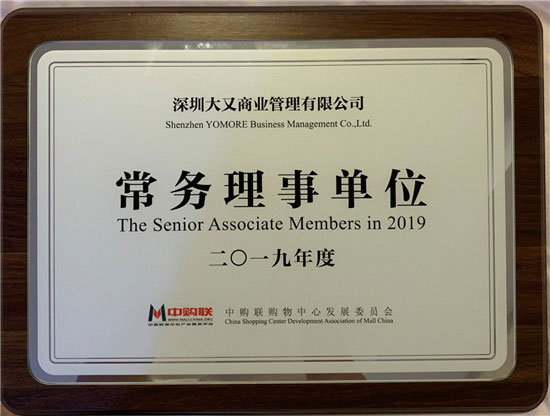 深圳大又商业管理有限公司
Shenzhen YOMORE Business Management Co.,Ltd.
常务理事单位
The Senior Associate Members in 2019
二〇一九年度
中购联
WWW.MALLCHINA.ORG
中购联购物中心发展委员会
China Shopping Center Development Association of Mall China